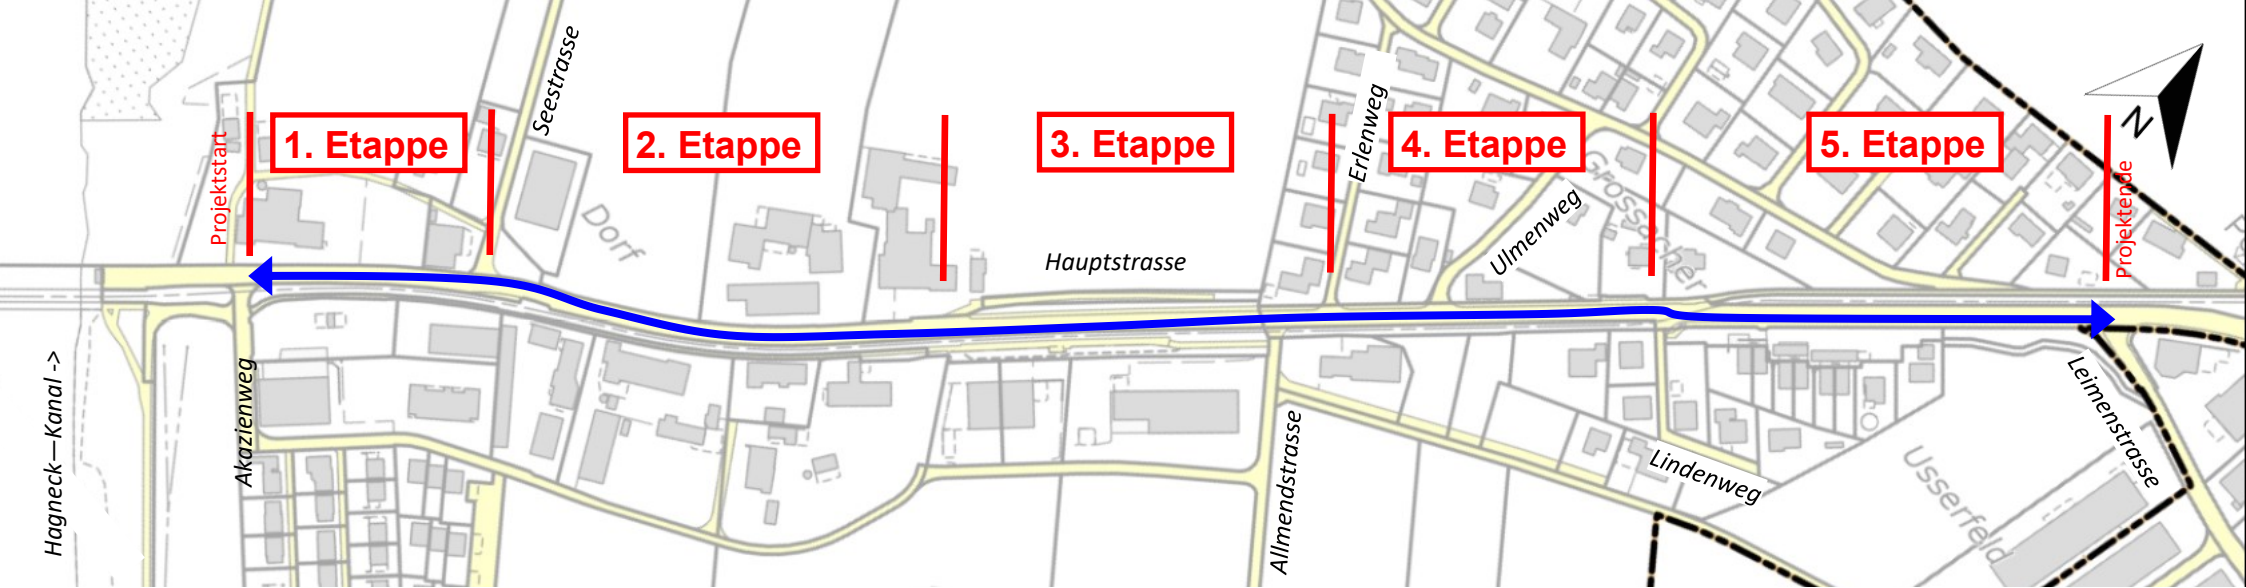 Projektstart
1. Etappe
Seestrasse
2. Etappe
Dorf
3. Etappe
Hauptstrasse
Erlenweg
4. Etappe
Ulmenweg
Grossacher
5. Etappe
Projektende
N
Hagneck—Kanal ->
Akazienweg
Allmendstrasse
Lindenweg
Usserfeld
Leimenstrasse